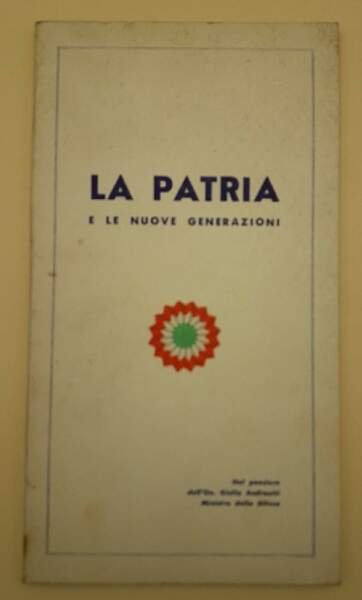 LA PATRIA
E LE NUOVE GENERAZIONI
Nel pensiero
dell'On. Giulio Andreotti
Ministro della Difesa